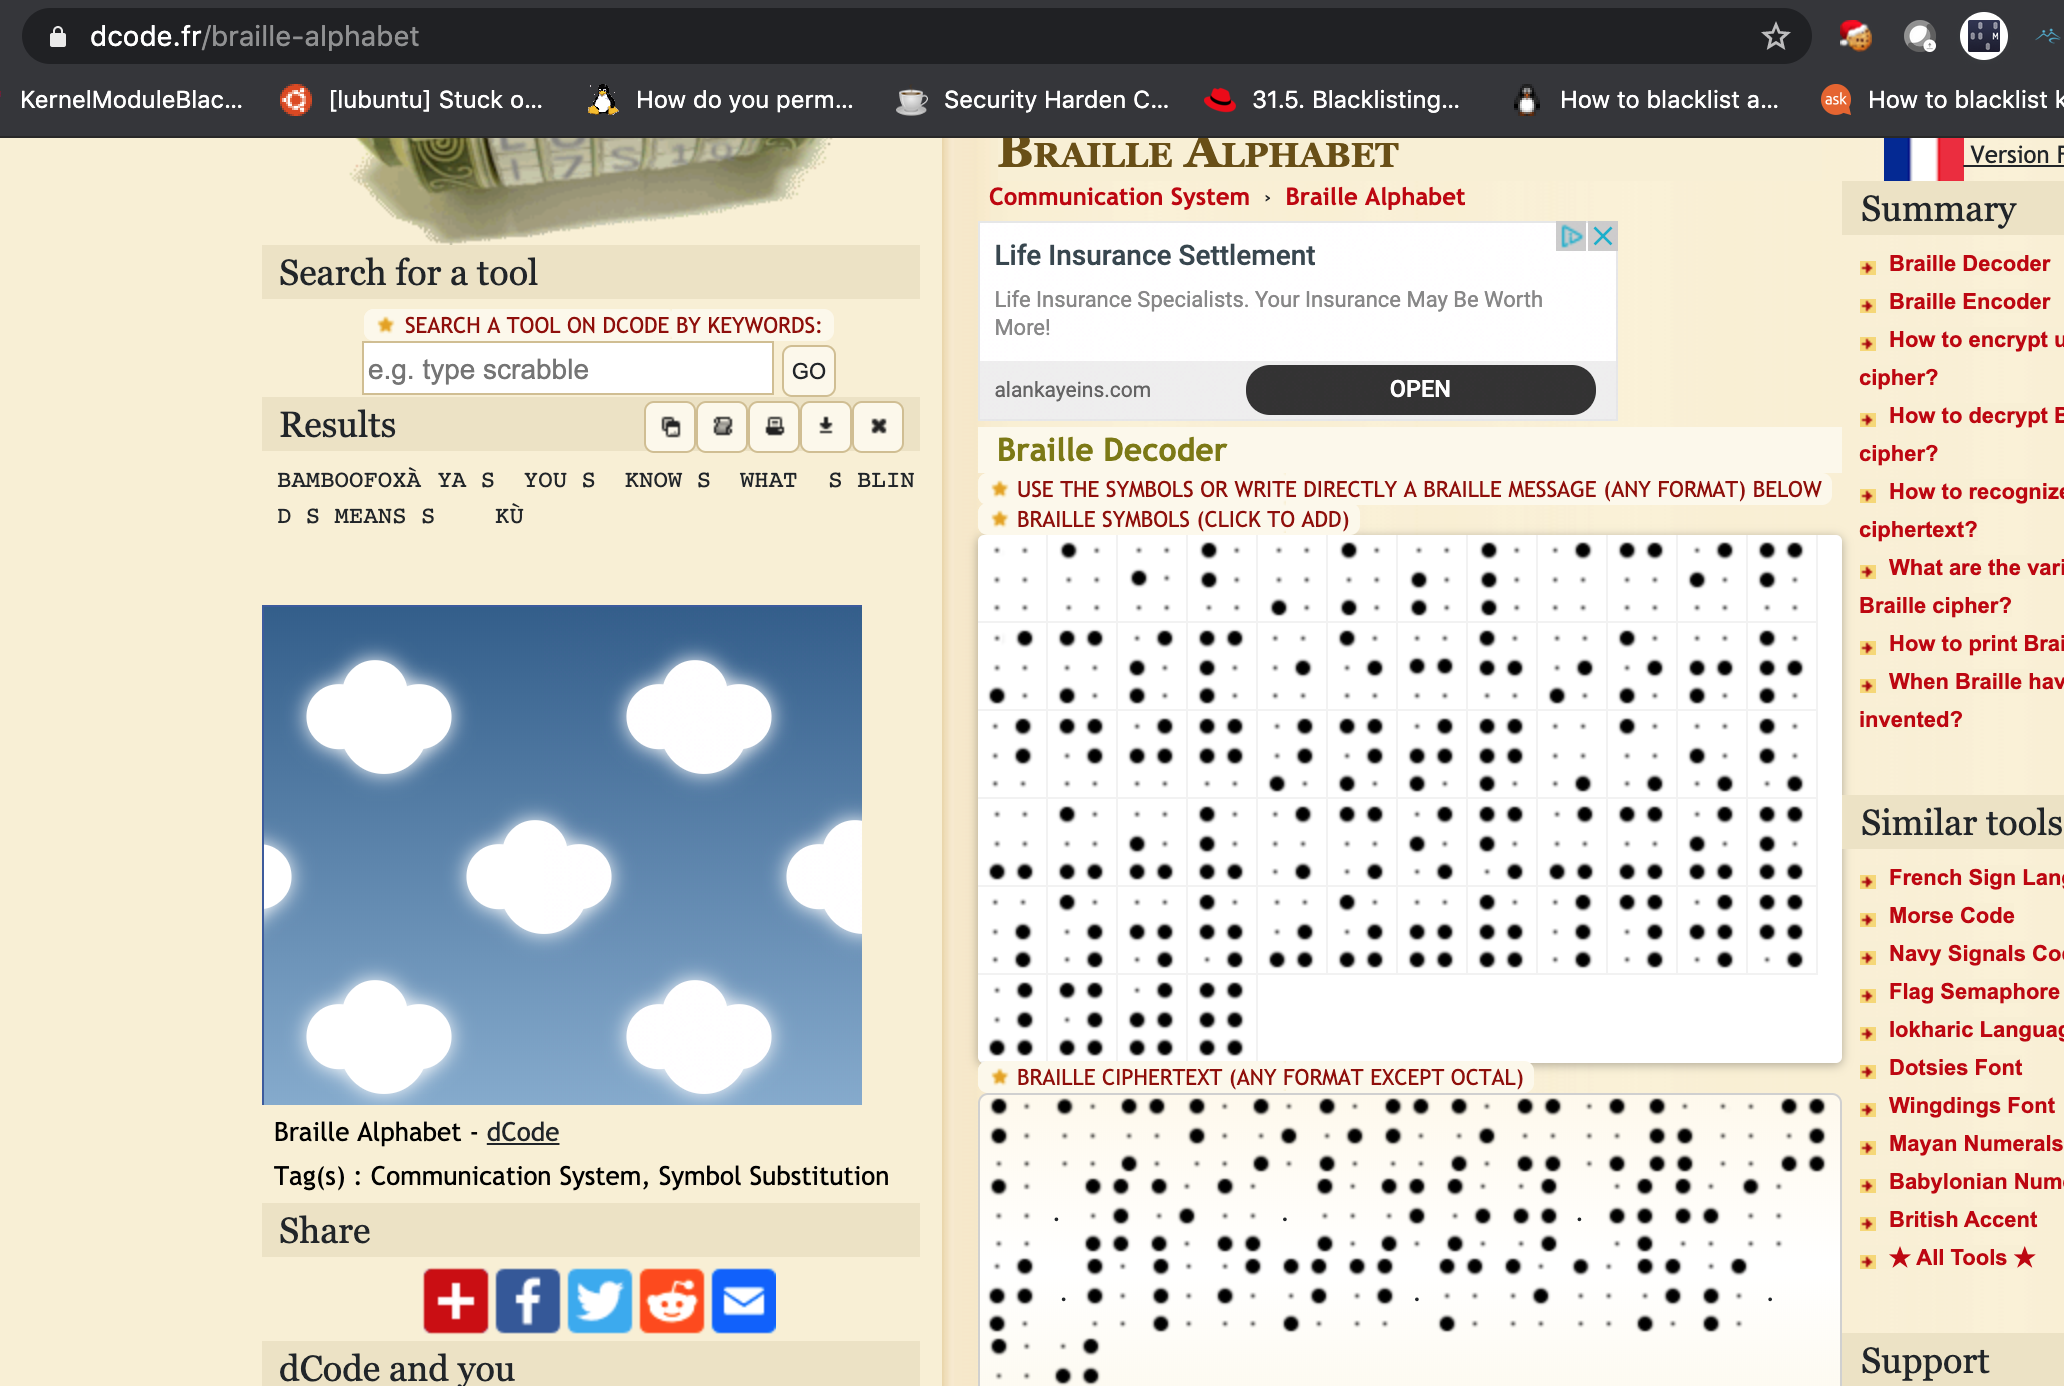 dcode.fr/braille-alphabet
KernelModuleBlac...
[lubuntu] Stuck o...
How do you perm...
Security Harden C...
31.5. Blacklisting...
How to blacklist a...
ask
How to blacklist k
BRAILLE ALPHABET
Communication System › Braille Alphabet
Version F
Summary
Braille Decoder
Braille Encoder
How to encrypt u
cipher?
How to decrypt B
cipher?
How to recognize
ciphertext?
What are the vari
Braille cipher?
How to print Brai
When Braille hav
invented?
Similar tools
French Sign Lang
Morse Code
Navy Signals Co
Flag Semaphore
Iokharic Languag
Dotsies Font
Wingdings Font
Mayan Numerals
Babylonian Num
British Accent
★ All Tools ★
Support
Life Insurance Settlement
Life Insurance Specialists. Your Insurance May Be Worth
More!
alankayeins.com
OPEN
Braille Decoder
USE THE SYMBOLS OR WRITE DIRECTLY A BRAILLE MESSAGE (ANY FORMAT) BELOW
BRAILLE SYMBOLS (CLICK TO ADD)
BRAILLE CIPHERTEXT (ANY FORMAT EXCEPT OCTAL)
Search for a tool
SEARCH A TOOL ON DCODE BY KEYWORDS:
e.g. type scrabble
GO
Results
BAMBOOFOXÀ YA S  YOU S  KNOW S  WHAT  S BLIN
D S MEANS S    KÙ
Braille Alphabet - dCode
Tag(s) : Communication System, Symbol Substitution
Share
dCode and you